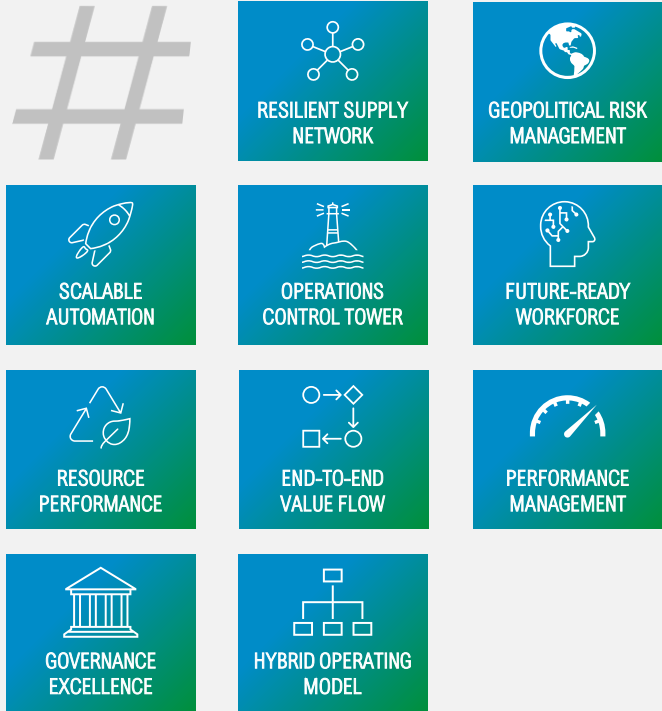 #
RESILIENT SUPPLY
NETWORK
GEOPOLITICAL RISK
MANAGEMENT
SCALABLE
AUTOMATION
OPERATIONS
CONTROL TOWER
FUTURE-READY
WORKFORCE
RESOURCE
PERFORMANCE
END-TO-END
VALUE FLOW
PERFORMANCE
MANAGEMENT
GOVERNANCE
EXCELLENCE
HYBRID OPERATING
MODEL